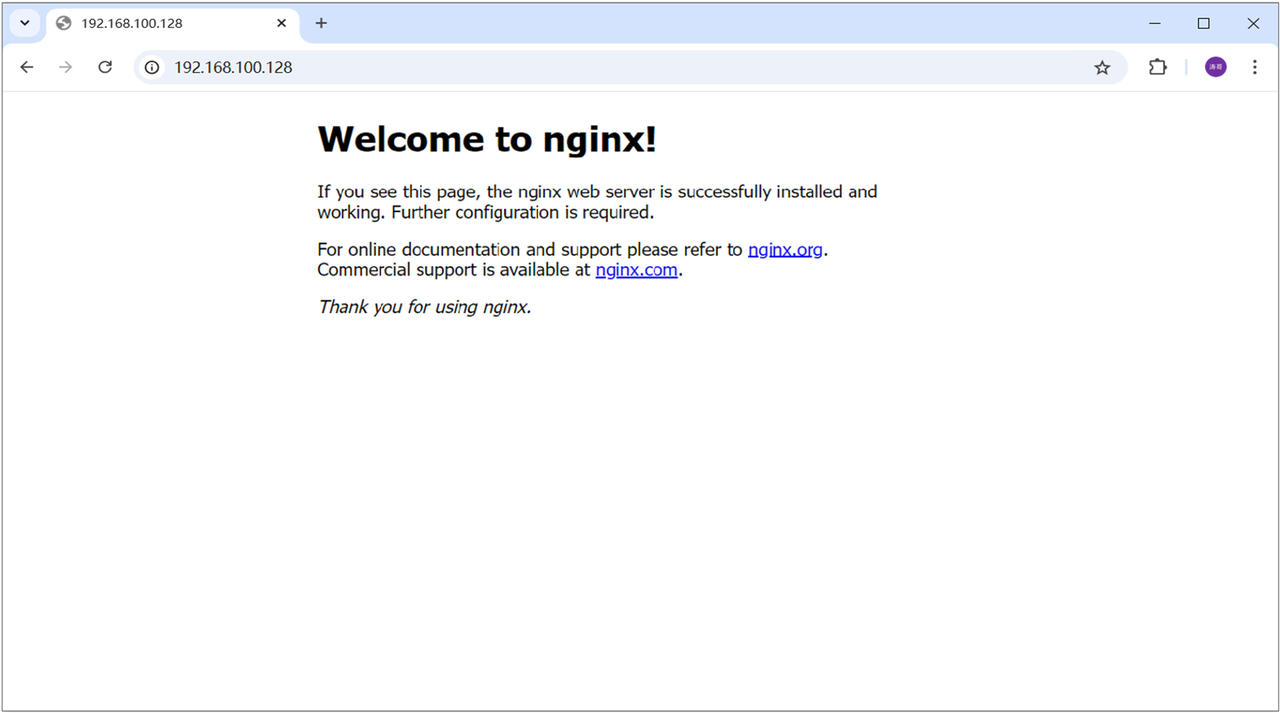 192.168.100.128
192.168.100.128
涛哥
Welcome to nginx!
If you see this page, the nginx web server is successfully installed and
working. Further configuration is required.
For online documentation and support please refer to nginx.org.
Commercial support is available at nginx.com.
Thank you for using nginx.